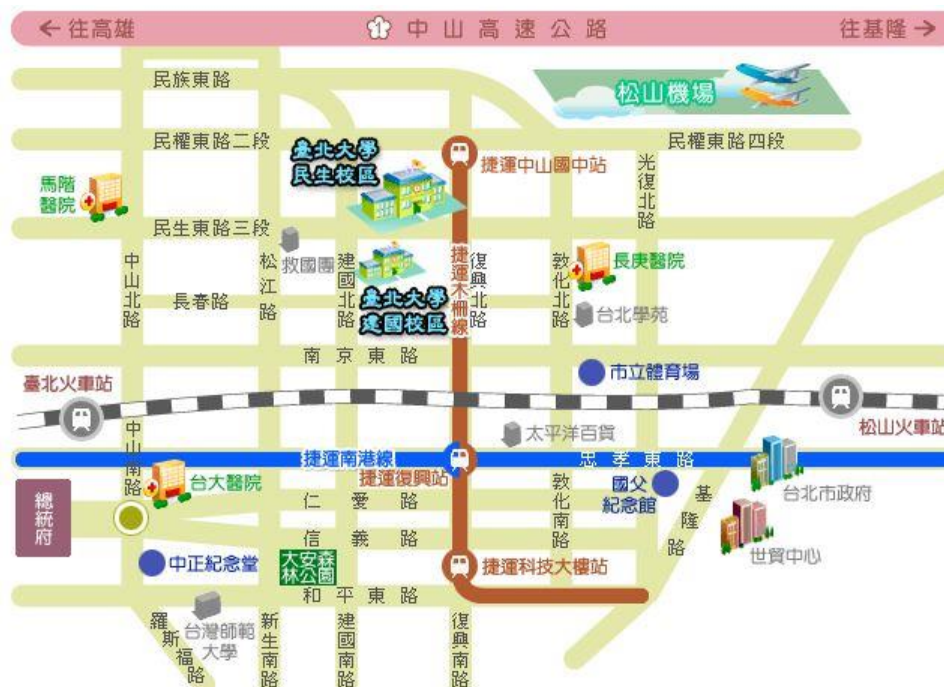 ← 往高雄
1 中山高速公路
往基隆 →
民族東路
松山機場
民權東路二段
民權東路四段
臺北大學
民生校區
捷運中山國中站
光復北路
馬階
醫院
民生東路三段
救國團
中山北路
松江路
建國北路
捷運木柵線
復興北路
敦化北路
長庚醫院
長春路
臺北大學
建國校區
台北學苑
南京東路
市立體育場
臺北火車站
松山火車站
太平洋百貨
中山南路
捷運南港線
忠孝東路
捷運復興站
台大醫院
敦化南路
國父
紀念館
基隆路
台北市政府
總統府
仁愛路
信義路
世貿中心
中正紀念堂
大安森
林公園
捷運科技大樓站
和平東路
羅斯福路
台灣師範
大學
新生南路
建國南路
復興南路